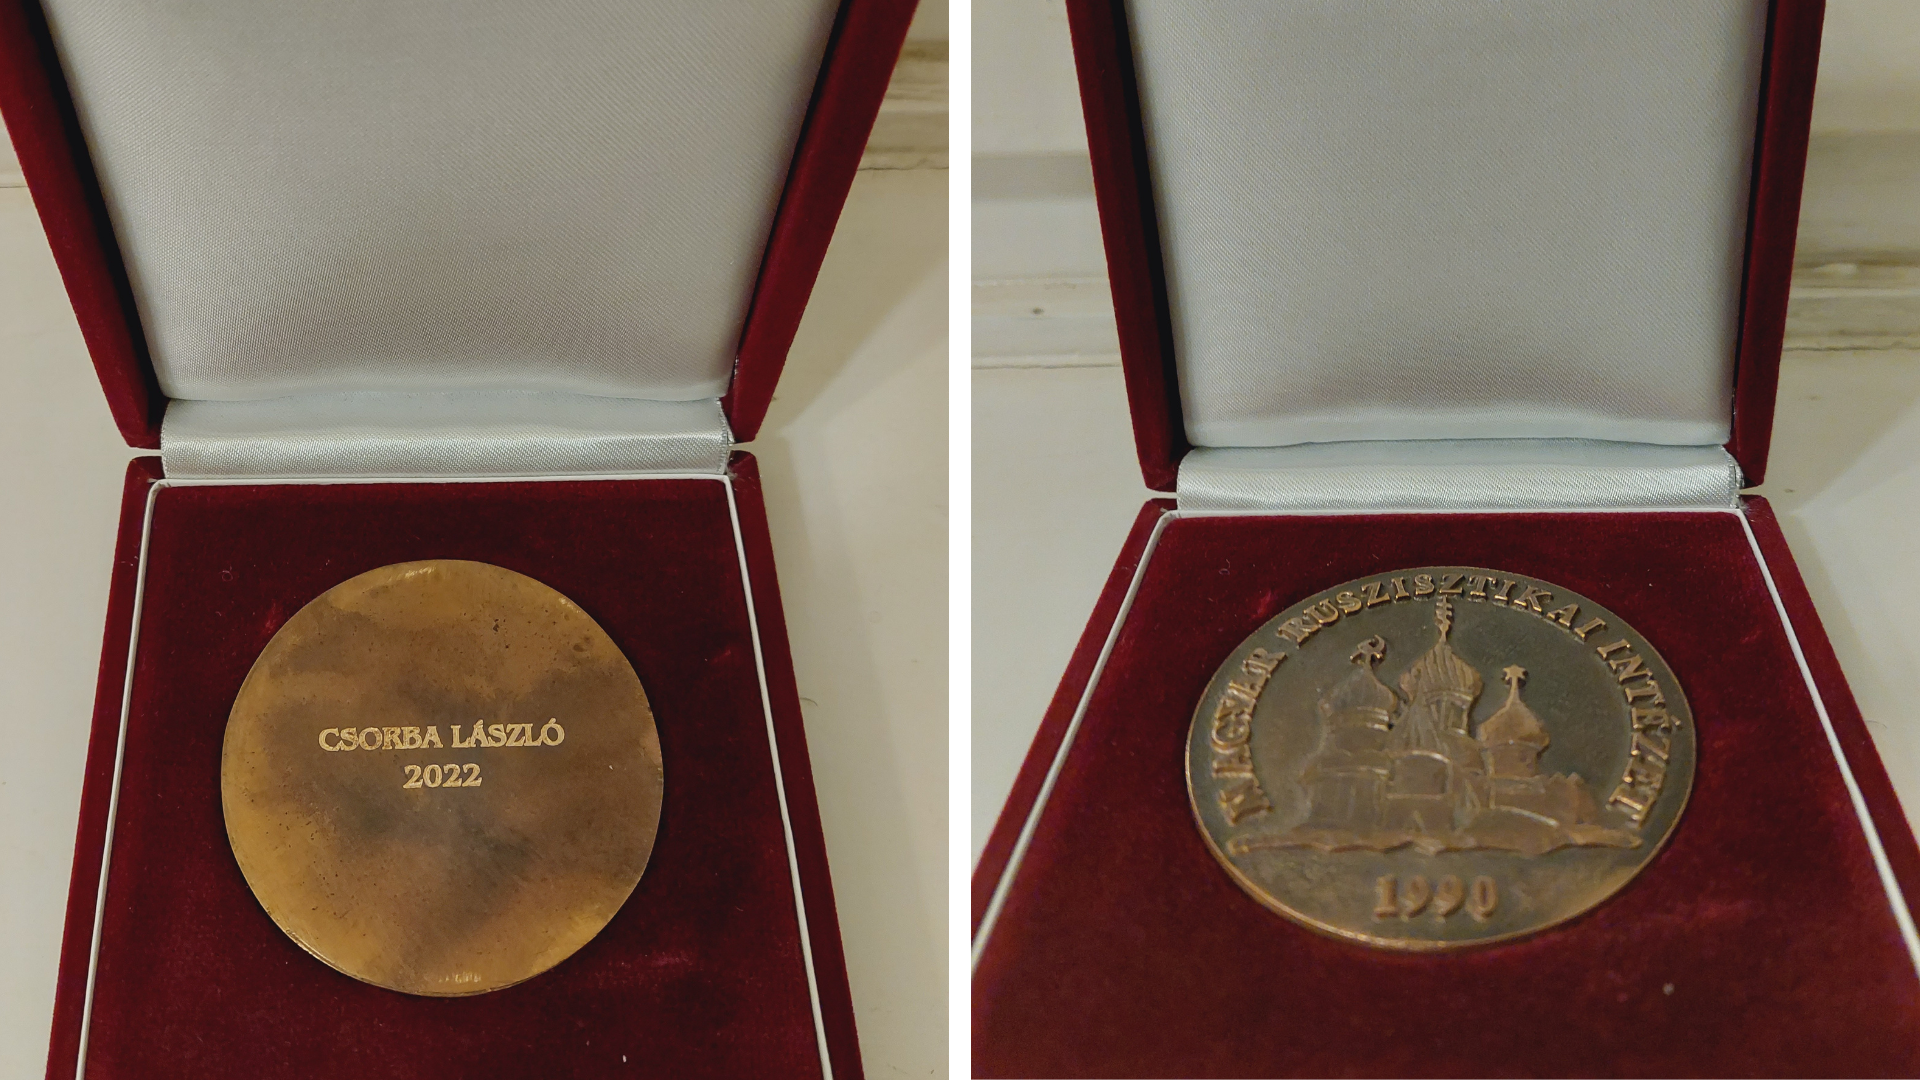 CSORBA LÁSZLÓ
2022
MAGYAR RUSZISZTIKAI INTÉZET
1990